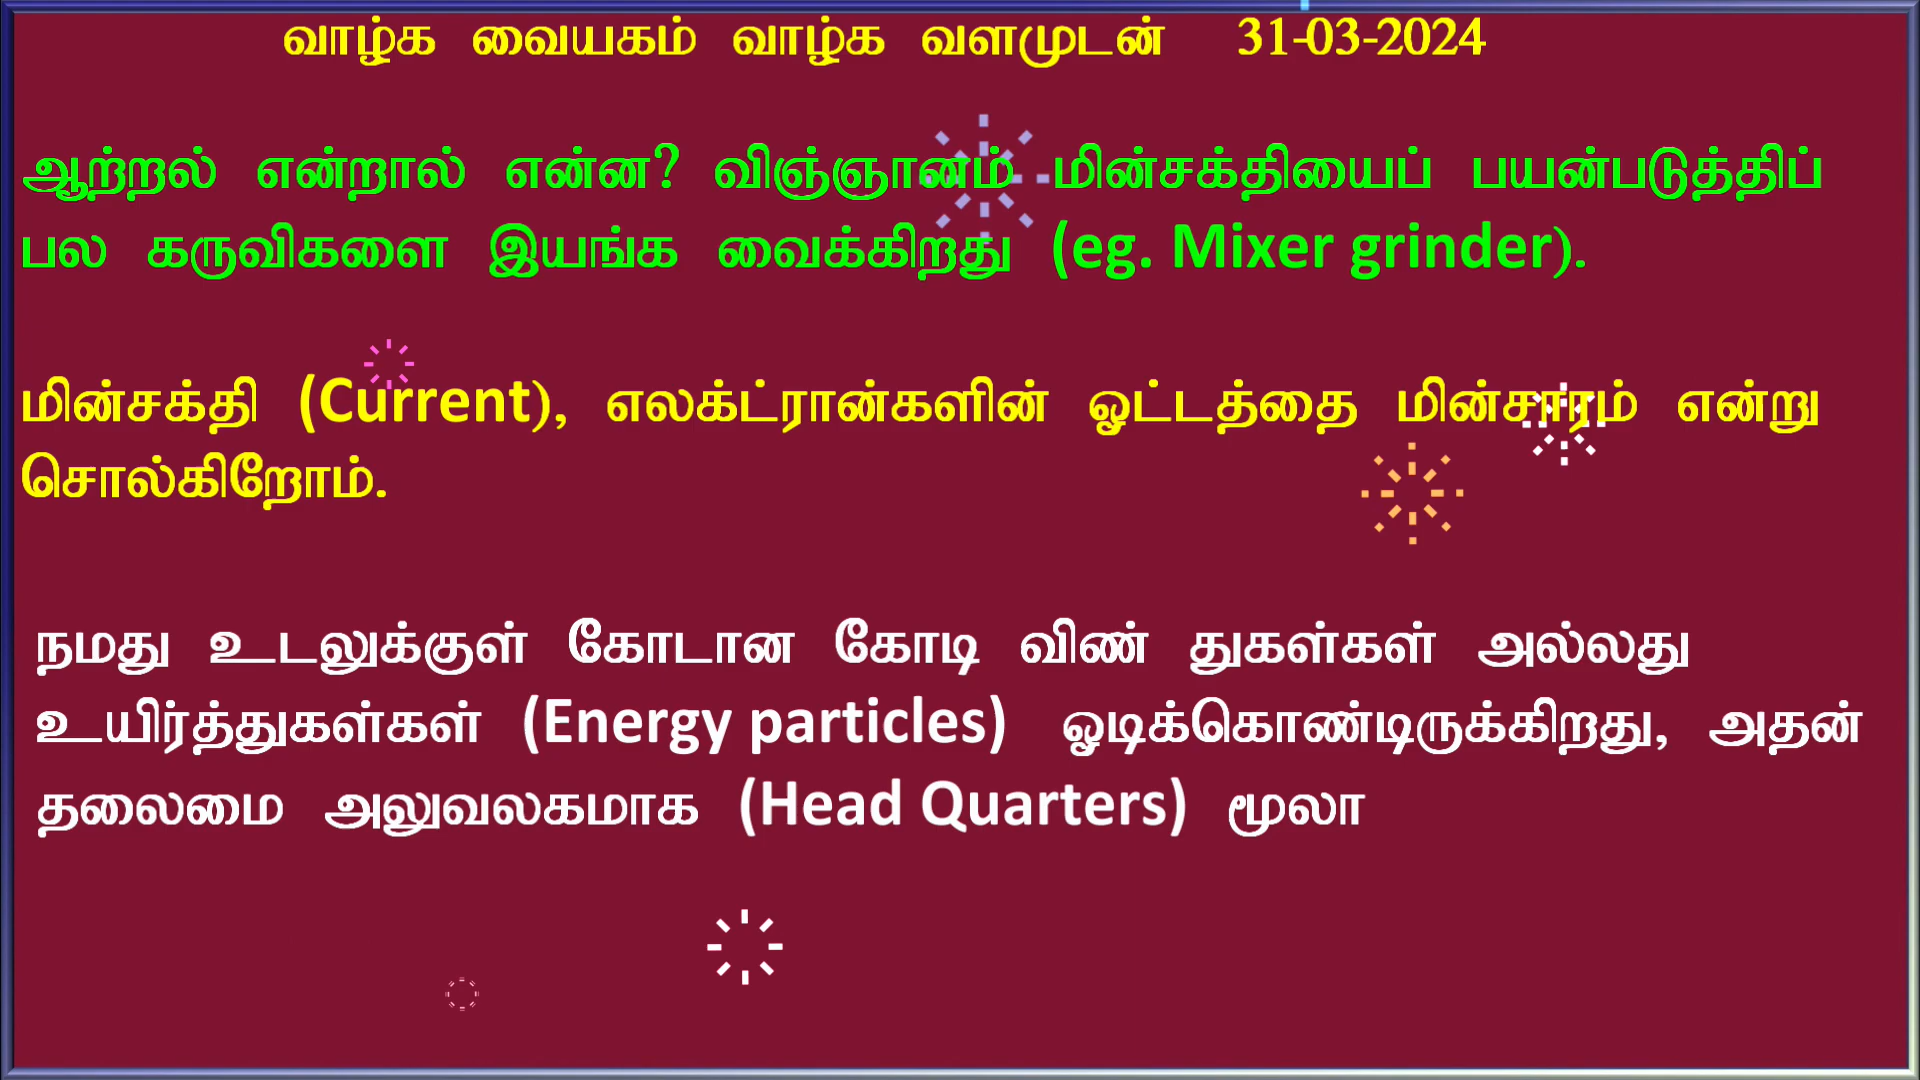 வாழ்க வையகம் வாழ்க வளமுடன் 31-03-2024
ஆற்றல் என்றால் என்ன? விஞ்ஞானம் மின்சக்தியைப் பயன்படுத்திப்
பல கருவிகளை இயங்க வைக்கிறது (eg. Mixer grinder).
மின்சக்தி (Current), எலக்ட்ரான்களின் ஓட்டத்தை மின்சாரம் என்று
சொல்கிறோம்.
நமது உடலுக்குள் கோடான கோடி விண் துகள்கள் அல்லது
உயிர்த்துகள்கள் (Energy particles) ஓடிக்கொண்டிருக்கிறது, அதன்
தலைமை அலுவலகமாக (Head Quarters) மூலா